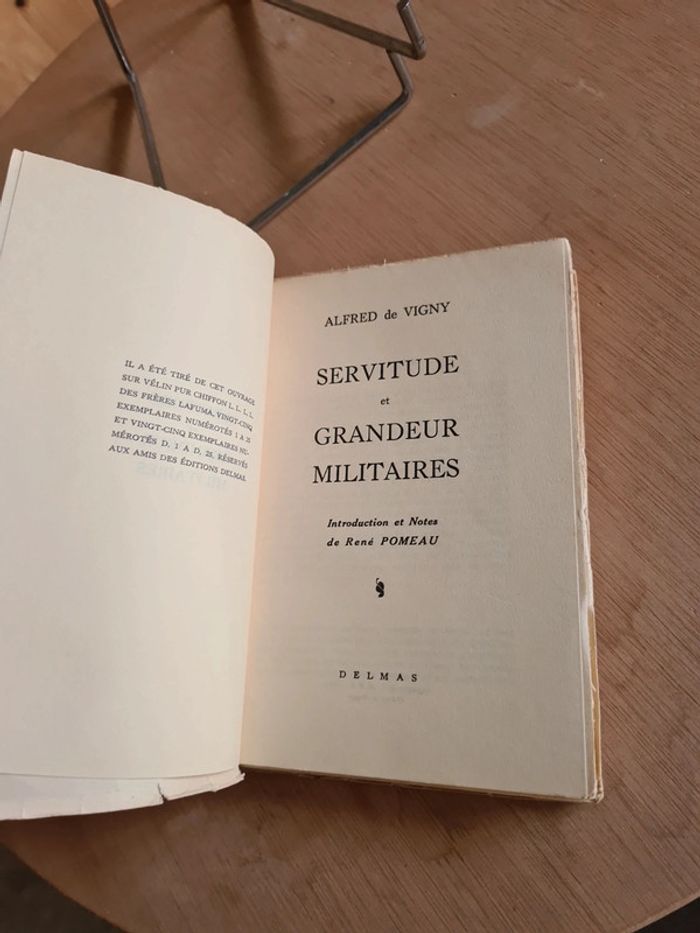 IL A ÉTÉ TIRÉ DE CET OUVRAGE
SUR VÉLIN PUR CHIFFON L. L. L. L.
DES FRÈRES LAFUMA, VINGT-CINQ
EXEMPLAIRES NUMÉROTÉS 1 A 25
ET VINGT-CINQ EXEMPLAIRES NU-
MÉROTÉS D, 1 A D, 25, RÉSERVÉS
AUX AMIS DES ÉDITIONS DELMAS.
ALFRED de VIGNY
SERVITUDE
et
GRANDEUR
MILITAIRES
Introduction et Notes
de René POMEAU
DELMAS